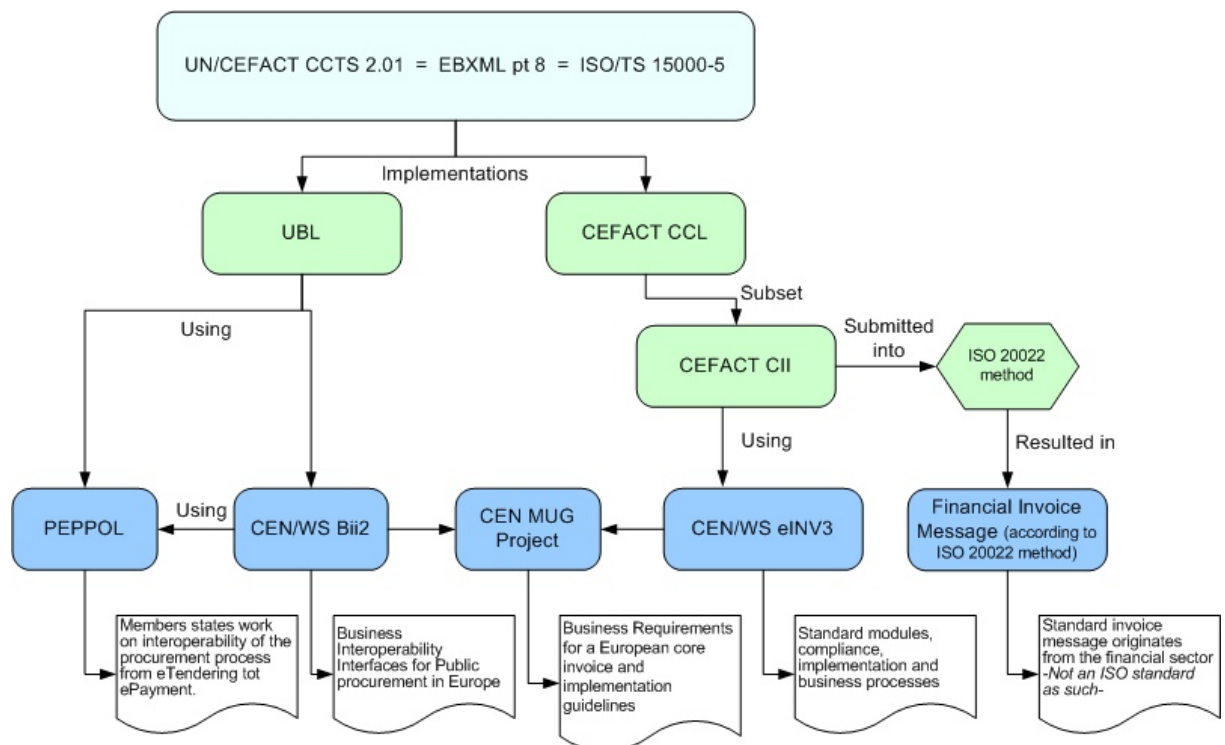 UN/CEFACT CCTS 2.01 = EBXML pt 8 = ISO/TS 15000-5
Implementations
UBL
CEFACT CCL
Subset
Using
CEFACT CII
Submitted
into
ISO 20022
method
Using
Resulted in
PEPPOL
Using
CEN/WS Bii2
CEN MUG
Project
CEN/WS eINV3
Financial Invoice
Message (according to
ISO 20022 method)
Members states work
on interoperability of the
procurement process
from eTendering tot
ePayment.
Business
Interoperability
Interfaces for Public
procurement in Europe
Business Requirements
for a European core
invoice and
implementation
guidelines
Standard modules,
compliance,
implementation and
business processes
Standard invoice
message originates
from the financial sector
-Not an ISO standard
as such-